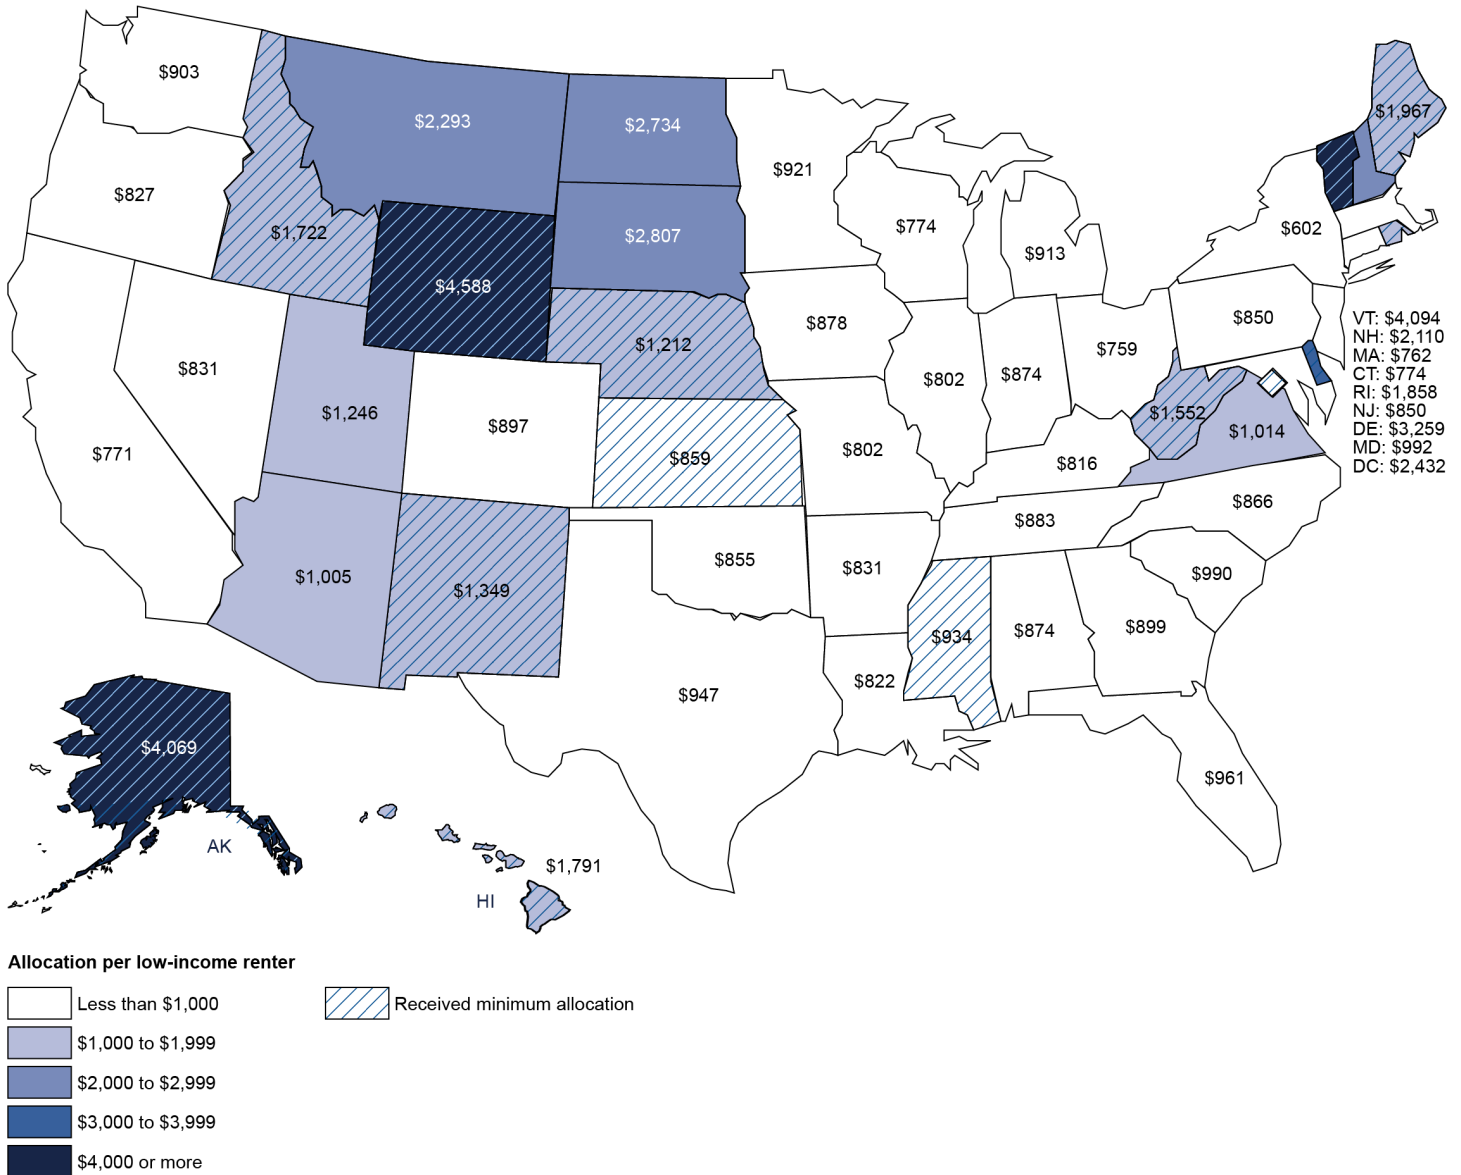 $903
$2,293
$2,734
$921
$1,967
$827
$1,722
$2,807
$774
$913
$602
$4,588
$878
$850
$1,212
$759
VT: $4,094
NH: $2,110
MA: $762
CT: $774
RI: $1,858
NJ: $850
DE: $3,259
MD: $992
DC: $2,432
$831
$802
$874
$1,246
$897
$1,552
$1,014
$771
$859
$802
$816
$866
$883
$855
$831
$990
$1,005
$1,349
$934
$874
$899
$822
$947
$4,069
$961
AK
$1,791
HI
Allocation per low-income renter
Less than $1,000
Received minimum allocation
$1,000 to $1,999
$2,000 to $2,999
$3,000 to $3,999
$4,000 or more